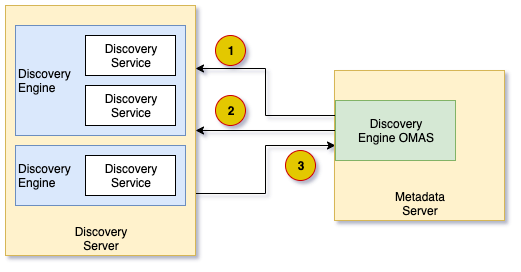 Discovery
Engine
Discovery
Service
Discovery
Service
Discovery
Engine
Discovery
Service
Discovery
Server
1
2
3
Discovery
Engine OMAS
Metadata
Server